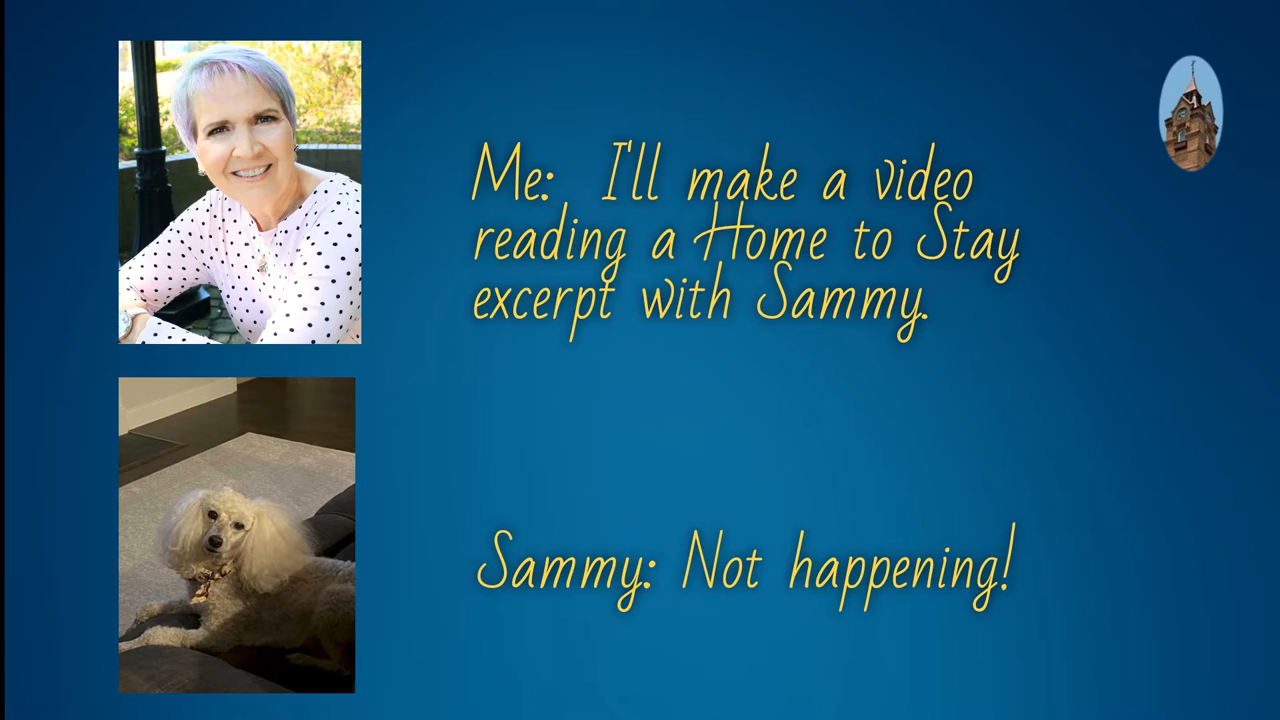 Me: I'll make a video
reading a Home to Stay
excerpt with Sammy.
Sammy: Not happening!